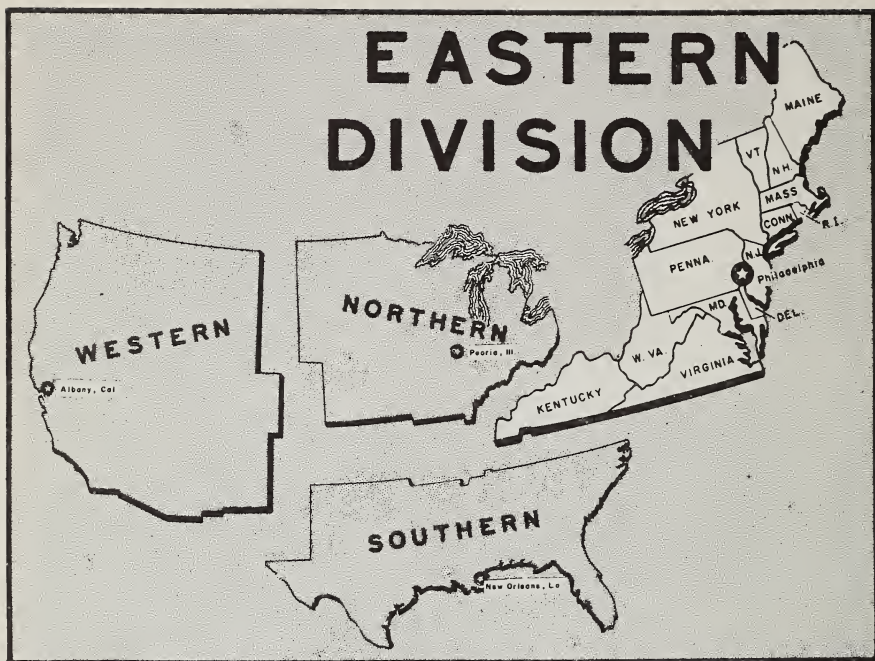 EASTERN
DIVISION
MAINE
VT.
N.H.
MASS
CONN.
R.I.
NEW YORK
PENNA.
N.J.
Philadelphia
MD.
DEL.
W. VA.
VIRGINIA
KENTUCKY
NORTHERN
Peoria, Ill.
WESTERN
Albany, Cal
SOUTHERN
New Orleans, La